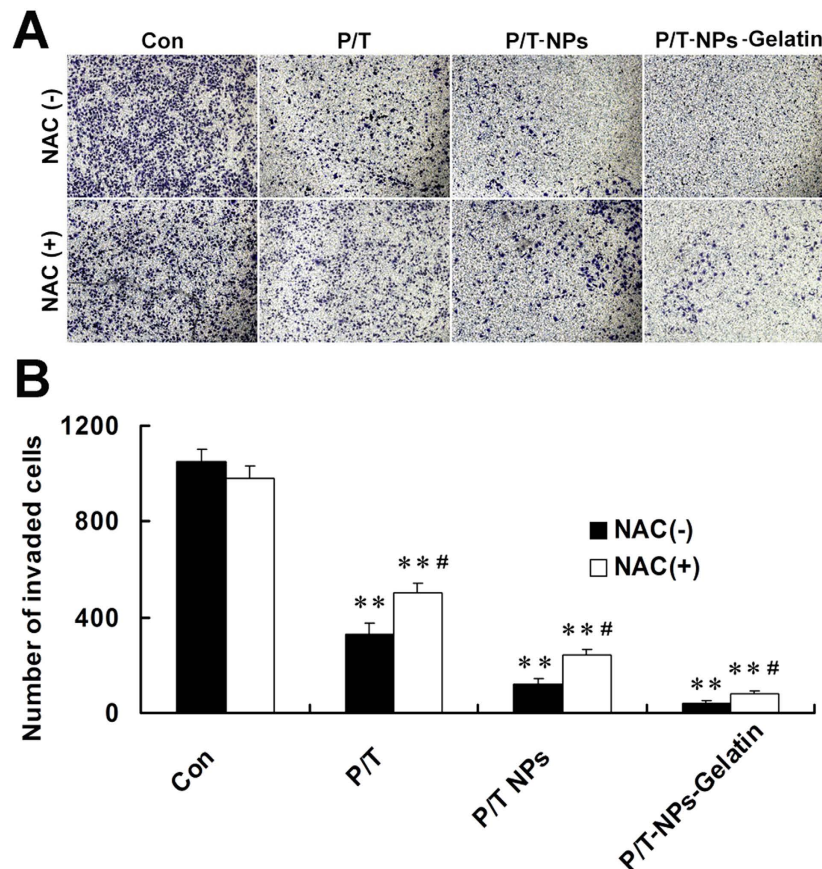 A
Con P/T P/T-NPs P/T-NPs-Gelatin
NAC (-)
NAC (+)
B
Number of invaded cells
1200
800
400
0
** **# ** **# ** **#
NAC(-)
NAC(+)
Con P/T P/T NPs P/T-NPs-Gelatin